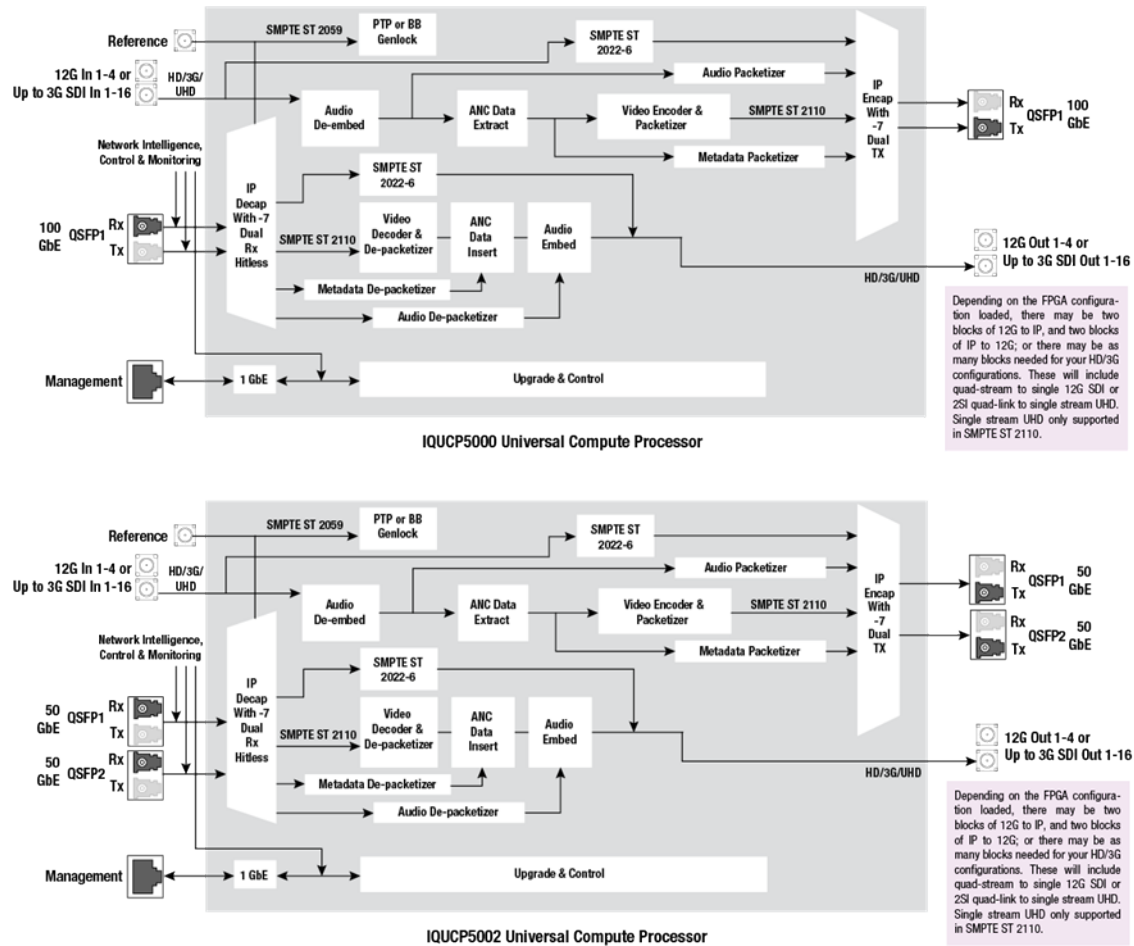 Reference
SMPTE ST 2059
PTP or BB
Genlock
SMPTE ST
2022-6
12G In 1-4 or
Up to 3G SDI In 1-16
HD/3G/
UHD
Audio
De-embed
ANC Data
Extract
Audio Packetizer
Video Encoder &
Packetizer
SMPTE ST 2110
Metadata Packetizer
IP
Encap
With
-7
Dual
TX
Rx
Tx
QSFP1
100
GbE
Network Intelligence,
Control & Monitoring
100
GbE
QSFP1
Rx
Tx
IP
Decap
With -7
Dual
Rx
Hitless
SMPTE ST
2022-6
SMPTE ST 2110
Video
Decoder &
De-packetizer
ANC
Data
Insert
Audio
Embed
Metadata De-packetizer
Audio De-packetizer
HD/3G/UHD
12G Out 1-4 or
Up to 3G SDI Out 1-16
Management
1 GbE
Upgrade & Control
Depending on the FPGA configura-
tion loaded, there may be two
blocks of 12G to IP, and two blocks
of IP to 12G; or there may be as
many blocks needed for your HD/3G
configurations. These will include
quad-stream to single 12G SDI or
2SI quad-link to single stream UHD.
Single stream UHD only supported
in SMPTE ST 2110.
IQUCP5000 Universal Compute Processor
Reference
SMPTE ST 2059
PTP or BB
Genlock
SMPTE ST
2022-6
12G In 1-4 or
Up to 3G SDI In 1-16
HD/3G/
UHD
Audio
De-embed
ANC Data
Extract
Audio Packetizer
Video Encoder &
Packetizer
SMPTE ST 2110
Metadata Packetizer
IP
Encap
With
-7
Dual
TX
Rx
Tx
QSFP1
50
GbE
Rx
Tx
QSFP2
50
GbE
Network Intelligence,
Control & Monitoring
50
GbE
QSFP1
Rx
Tx
50
GbE
QSFP2
Rx
Tx
IP
Decap
With -7
Dual
Rx
Hitless
SMPTE ST
2022-6
SMPTE ST 2110
Video
Decoder &
De-packetizer
ANC
Data
Insert
Audio
Embed
Metadata De-packetizer
Audio De-packetizer
HD/3G/UHD
12G Out 1-4 or
Up to 3G SDI Out 1-16
Management
1 GbE
Upgrade & Control
Depending on the FPGA configura-
tion loaded, there may be two
blocks of 12G to IP, and two blocks
of IP to 12G; or there may be as
many blocks needed for your HD/3G
configurations. These will include
quad-stream to single 12G SDI or
2SI quad-link to single stream UHD.
Single stream UHD only supported
in SMPTE ST 2110.
IQUCP5002 Universal Compute Processor